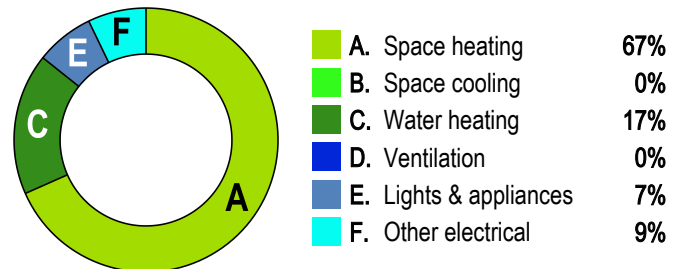 F
E
C
A
A. Space heating 67%
B. Space cooling 0%
C. Water heating 17%
D. Ventilation 0%
E. Lights & appliances 7%
F. Other electrical 9%